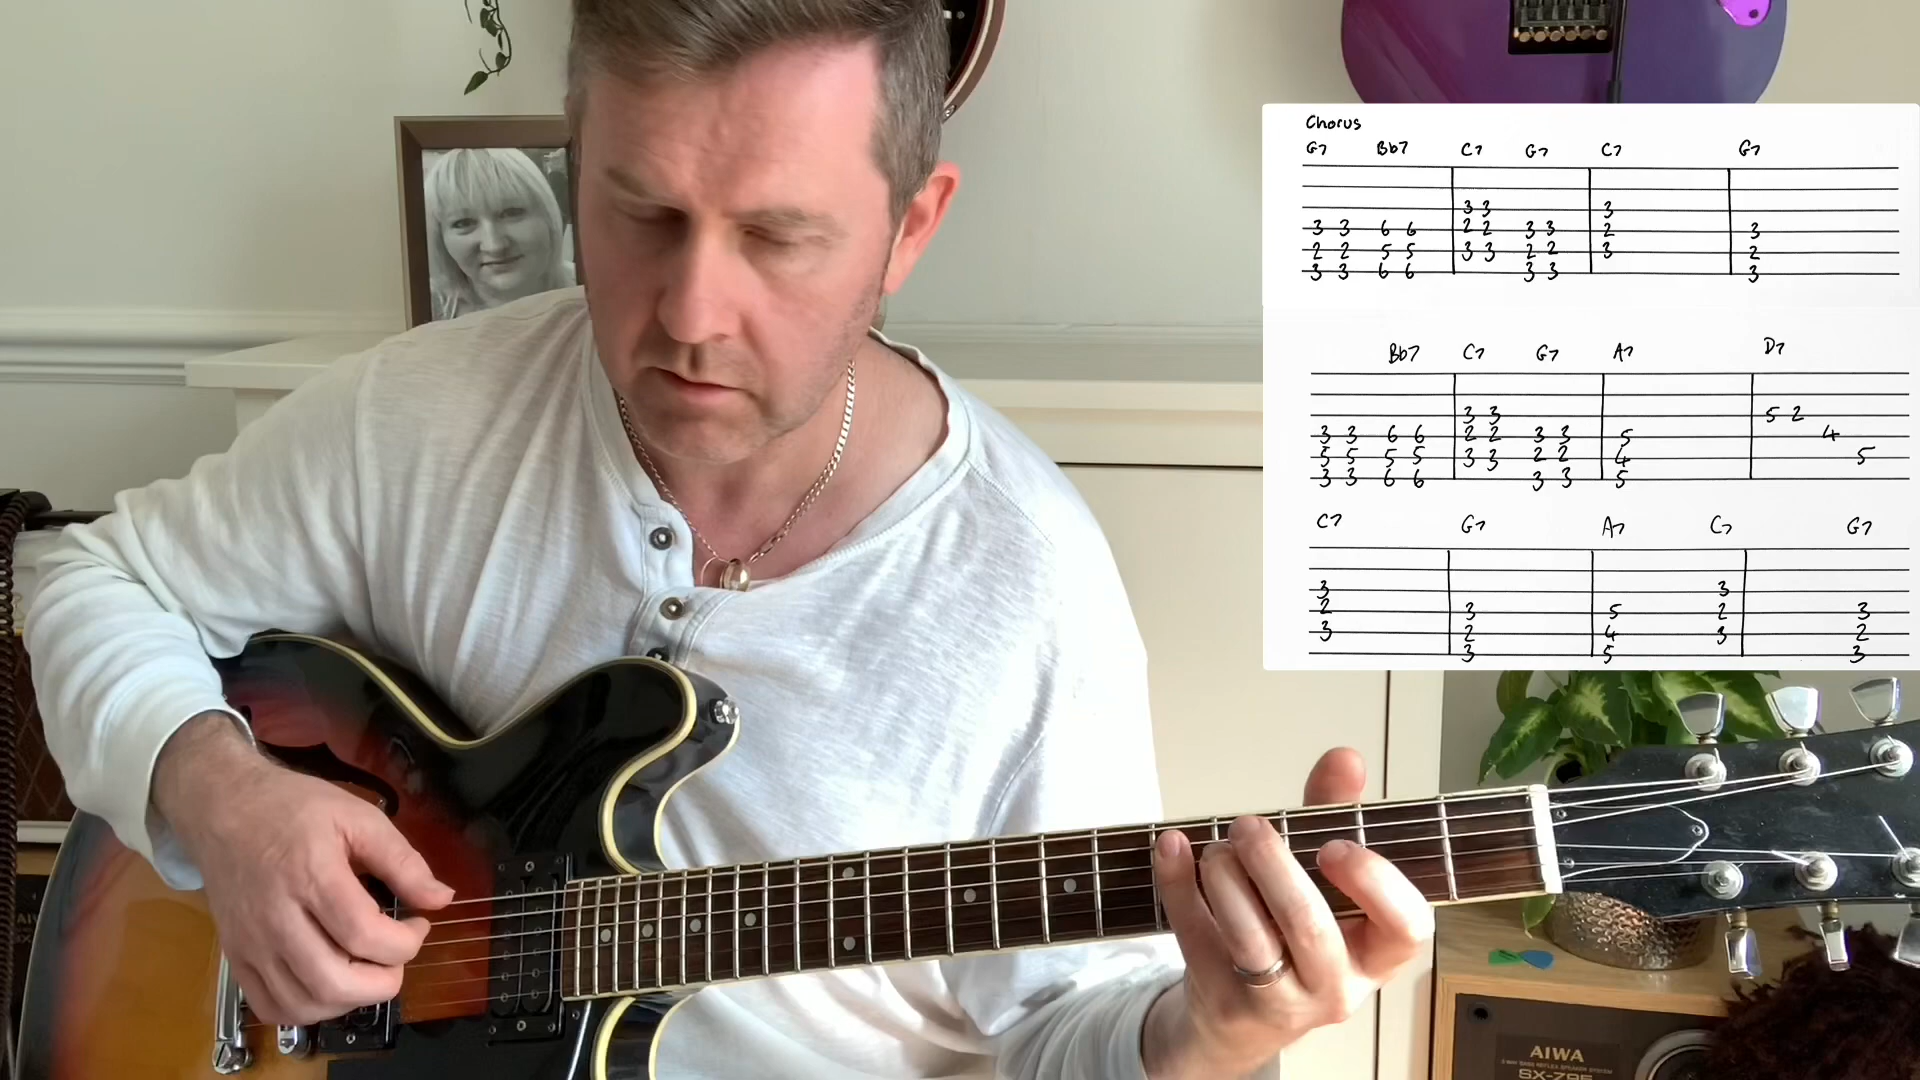 Chorus
G7 Bb7 C7 G7 C7 G7
3 3 3
3 3 6 6 2 2 3 3 2 3
2 2 5 5 3 3 2 2 3 2
3 3 6 6 3 3 3
Bb7 C7 G7 A7 D7
3 3 5 2
3 3 6 6 2 2 3 3 5 4
5 5 5 5 3 3 2 2 4 5
3 3 6 6 3 3 5
C7 G7 A7 C7 G7
3 3
2 3 5 2 3
3 2 4 3 2
3 5 3
AIWA
SX-Z95